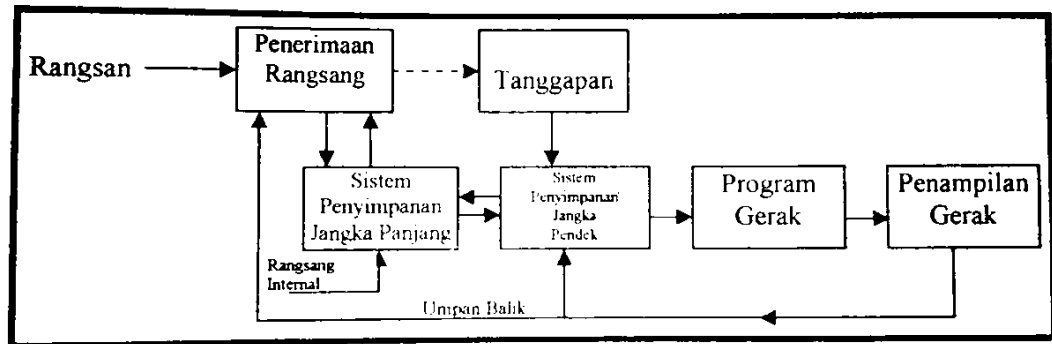 Rangsan
Penerimaan
Rangsang
Tanggapan
Sistem
Penyimpanan
Jangka Panjang
Sistem
Penyimpanan
Jangka
Pendek
Program
Gerak
Penampilan
Gerak
Rangsang
Internal
Umpan Balik